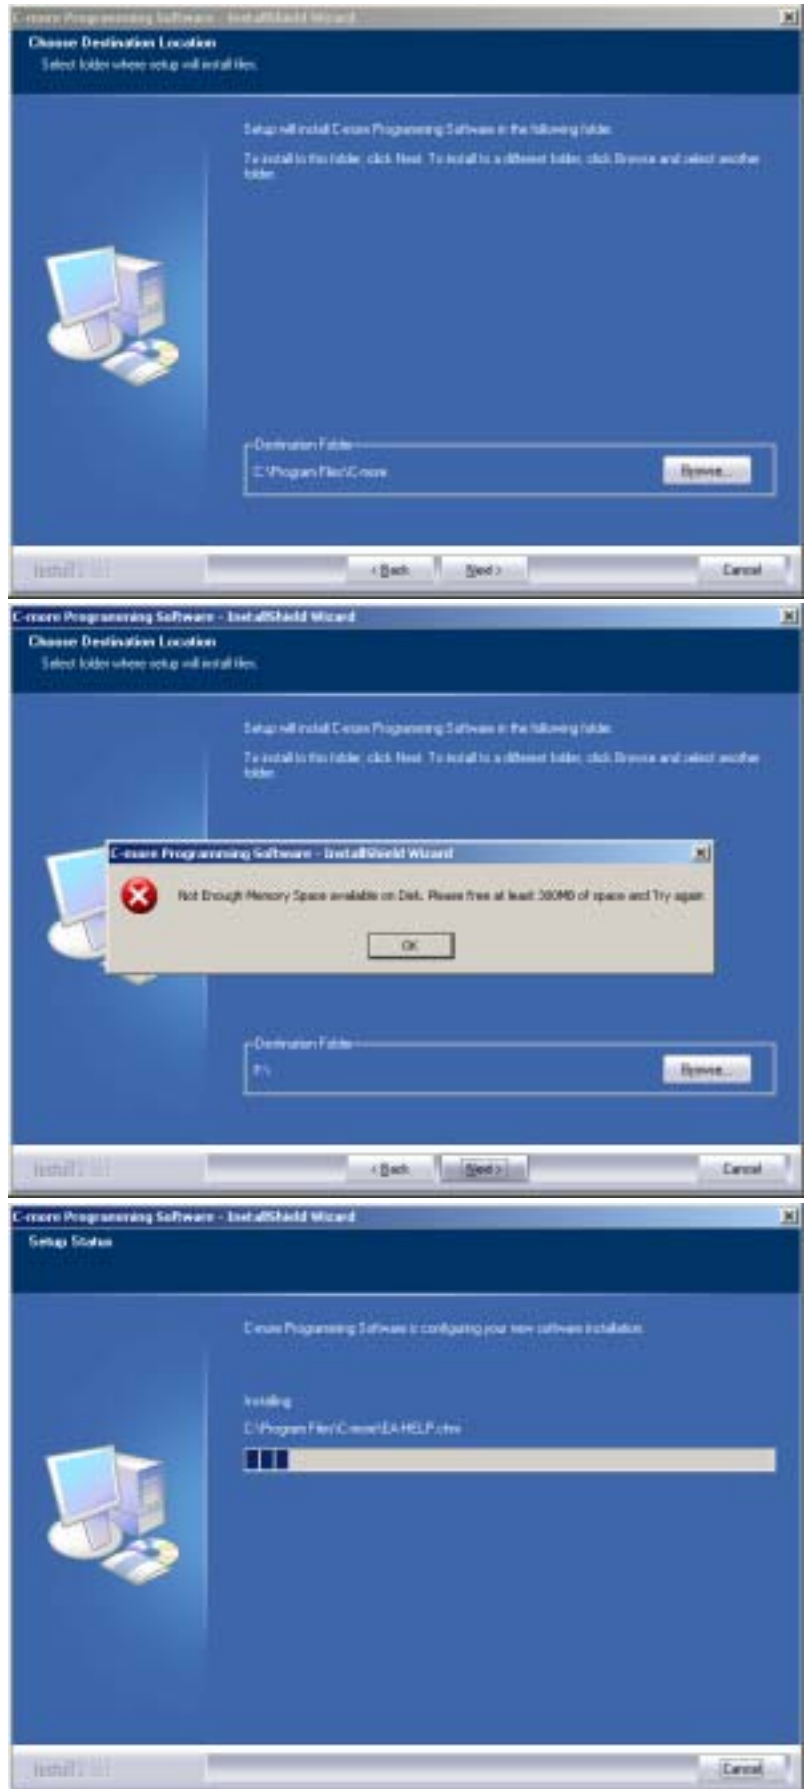 C-more Programming Software - InstallShield Wizard
Choose Destination Location
Select folder where setup will install files.
Setup will install C-more Programming Software in the following folder.
To install to this folder, click Next. To install to a different folder, click Browse and select another
folder.
Destination Folder
C:\Program Files\C-more
Browse...
InstallShield
< Back
Next >
Cancel
C-more Programming Software - InstallShield Wizard
Choose Destination Location
Select folder where setup will install files.
Setup will install C-more Programming Software in the following folder.
To install to this folder, click Next. To install to a different folder, click Browse and select another
folder.
C-more Programming Software - InstallShield Wizard
Not Enough Memory Space available on Disk. Please free at least 300MB of space and Try again
OK
Destination Folder
Browse...
InstallShield
< Back
Next >
Cancel
C-more Programming Software - InstallShield Wizard
Setup Status
C-more Programming Software is configuring your new software installation.
Installing
C:\Program Files\C-more\EA-HELP.chm
InstallShield
Cancel